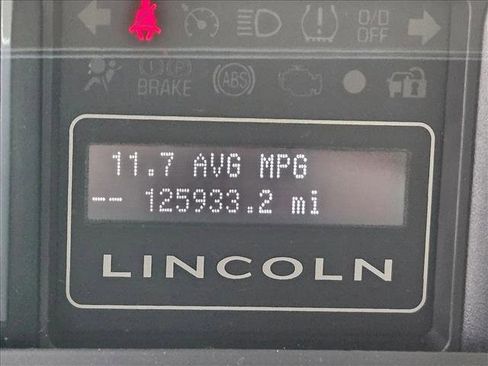 O/D
OFF
BRAKE
ABS
11.7 AVG MPG
-- 125933.2 mi
LINCOLN